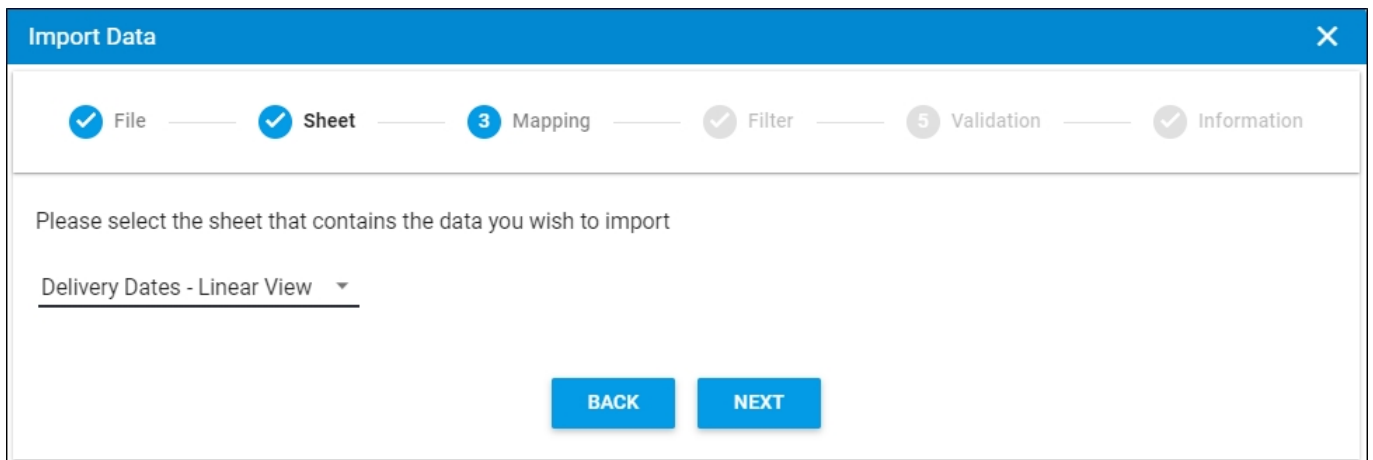 Import Data
File Sheet 3 Mapping Filter 5 Validation Information
Please select the sheet that contains the data you wish to import
Delivery Dates - Linear View
BACK NEXT